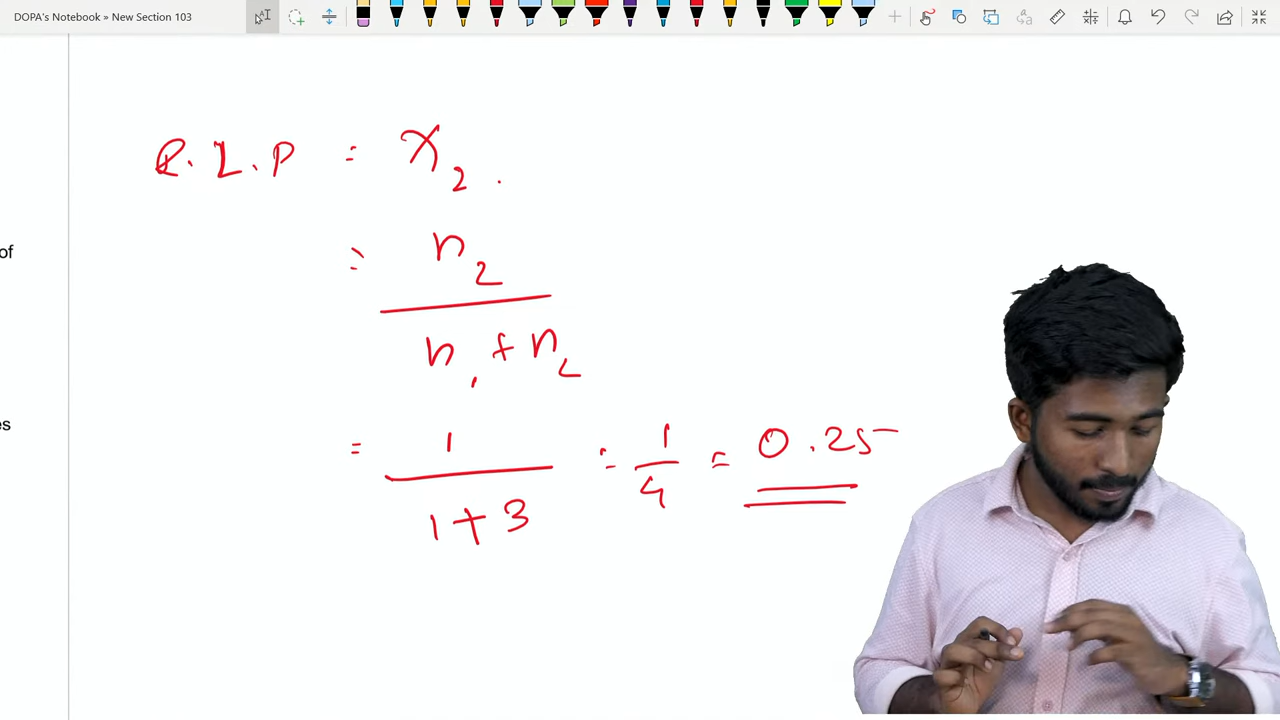 DOPA's Notebook » New Section 103
of
es
R.L.P = X₂.
= n₂ / n₁ + n₂
= 1 / 1 + 3 = 1 / 4 = 0.25